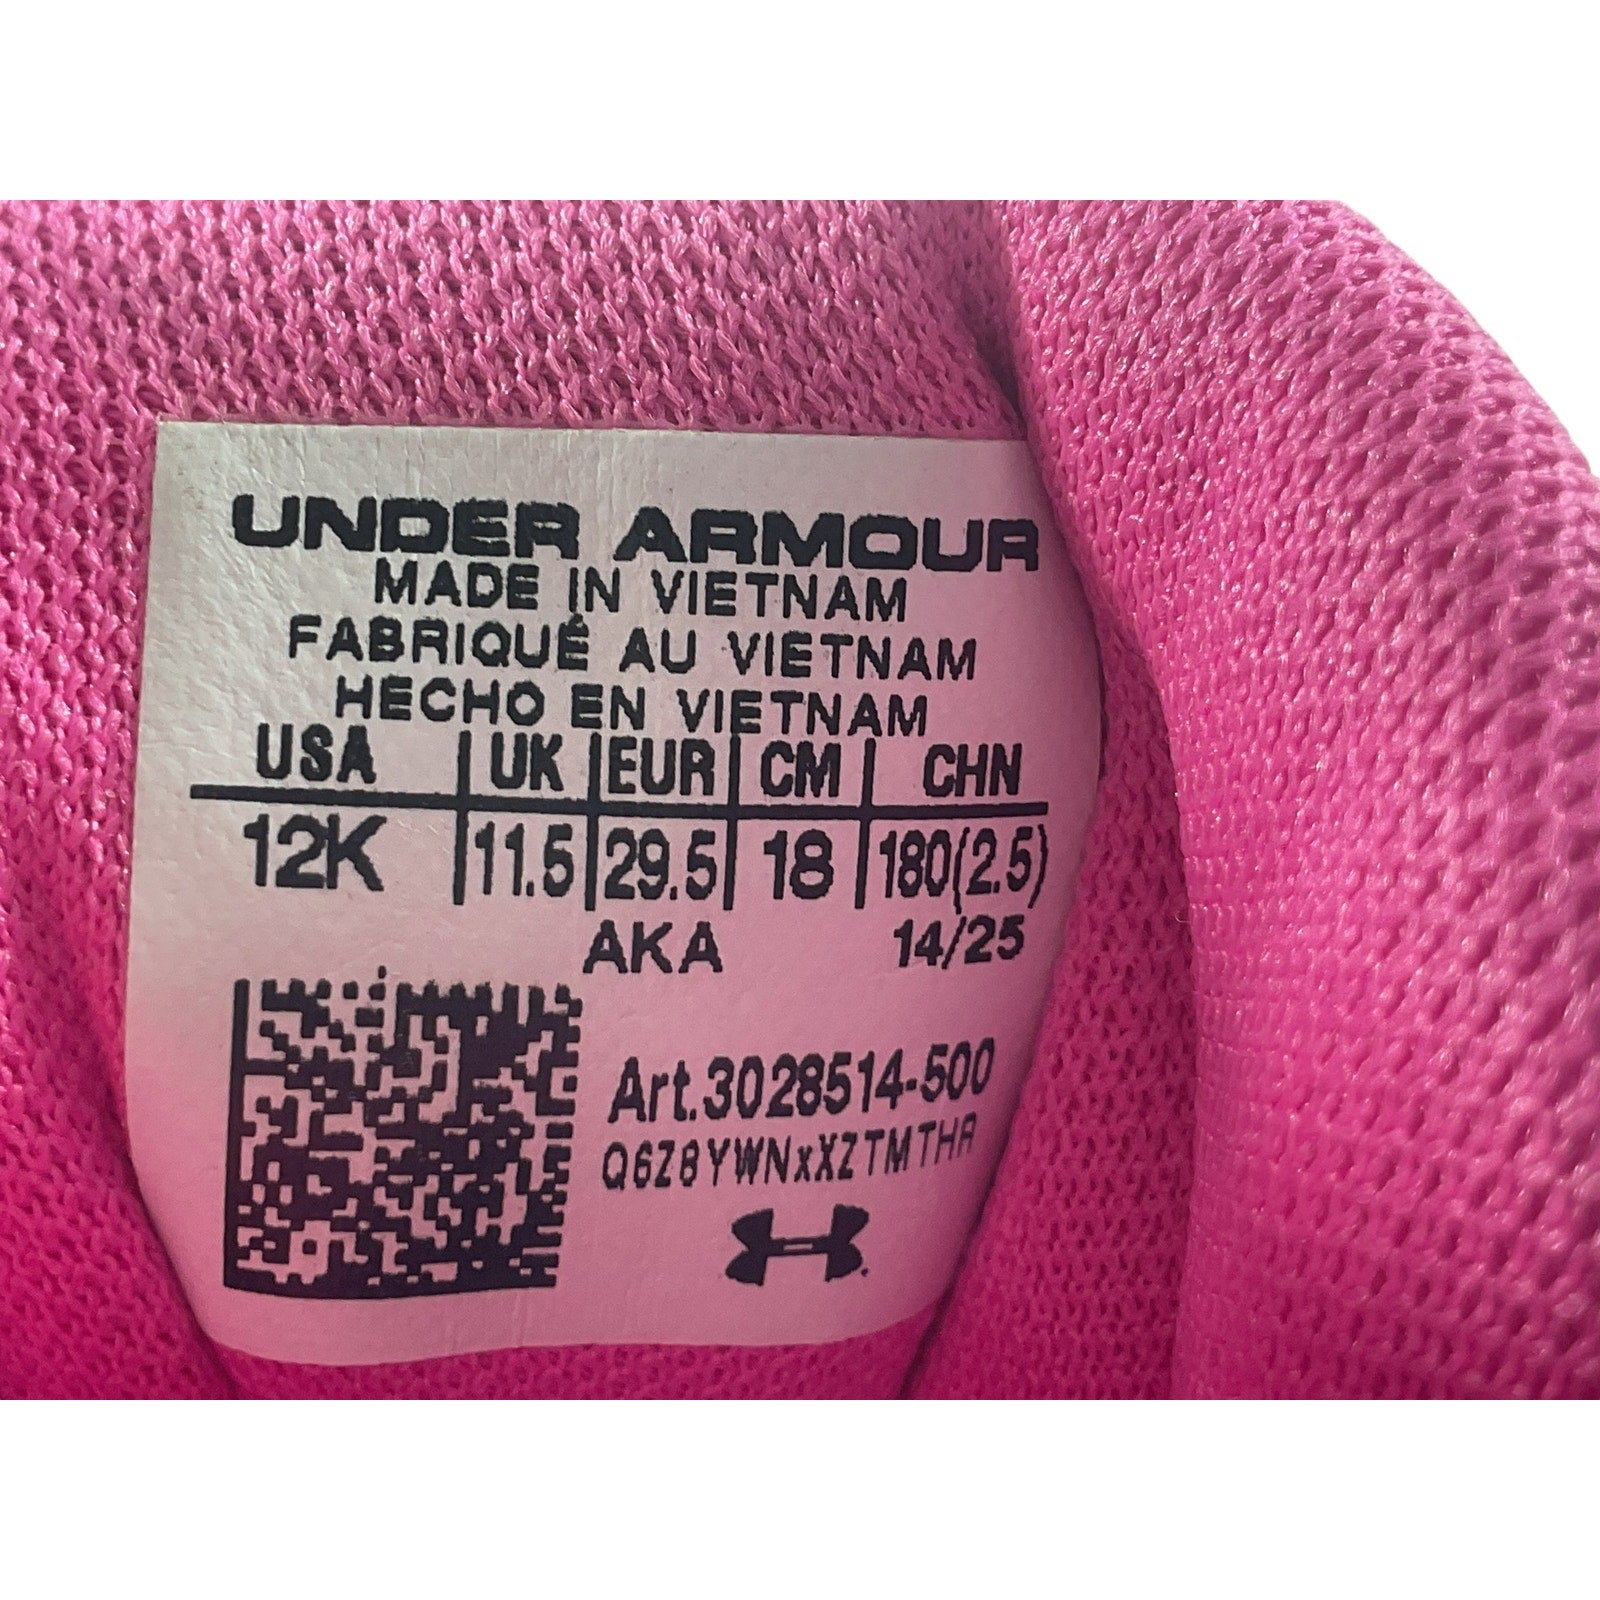 UNDER ARMOUR
MADE IN VIETNAM
FABRIQUÉ AU VIETNAM
HECHO EN VIETNAM
USA | UK | EUR | CM | CHN
12K | 11.5 | 29.5 | 18 | 180(2.5)
AKA 14/25
Art.3028514-500
Q6Z8YWNxXZTMTHR